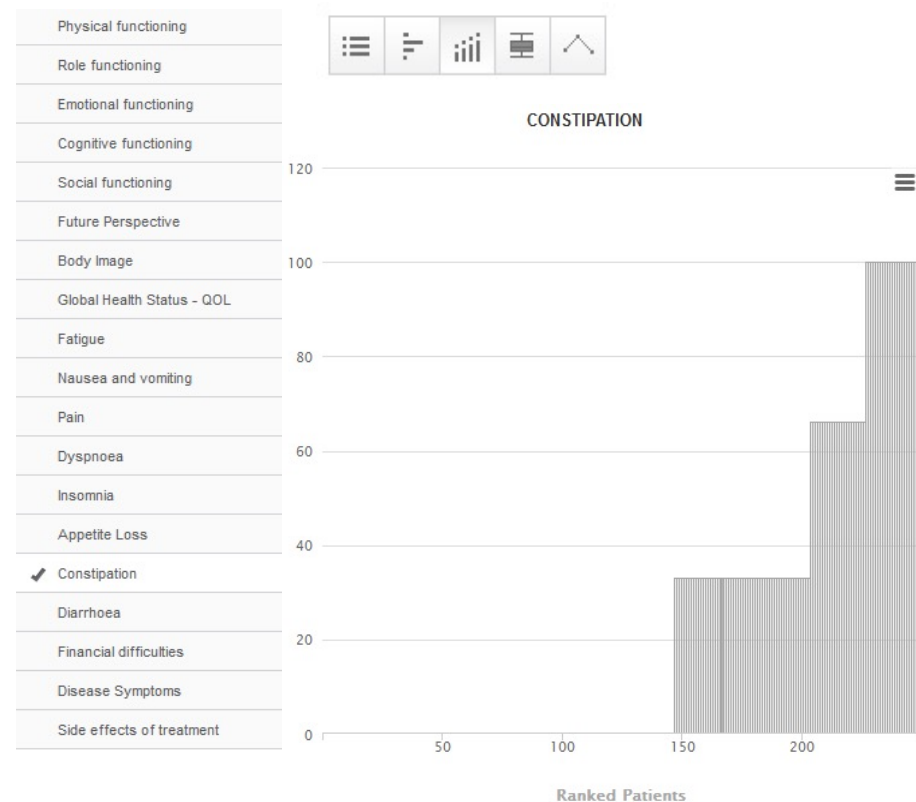 Physical functioning
Role functioning
Emotional functioning
Cognitive functioning
Social functioning
Future Perspective
Body Image
Global Health Status - QOL
Fatigue
Nausea and vomiting
Pain
Dyspnoea
Insomnia
Appetite Loss
Constipation
Diarrhoea
Financial difficulties
Disease Symptoms
Side effects of treatment
CONSTIPATION
120
100
80
60
40
20
0
50 100 150 200
Ranked Patients